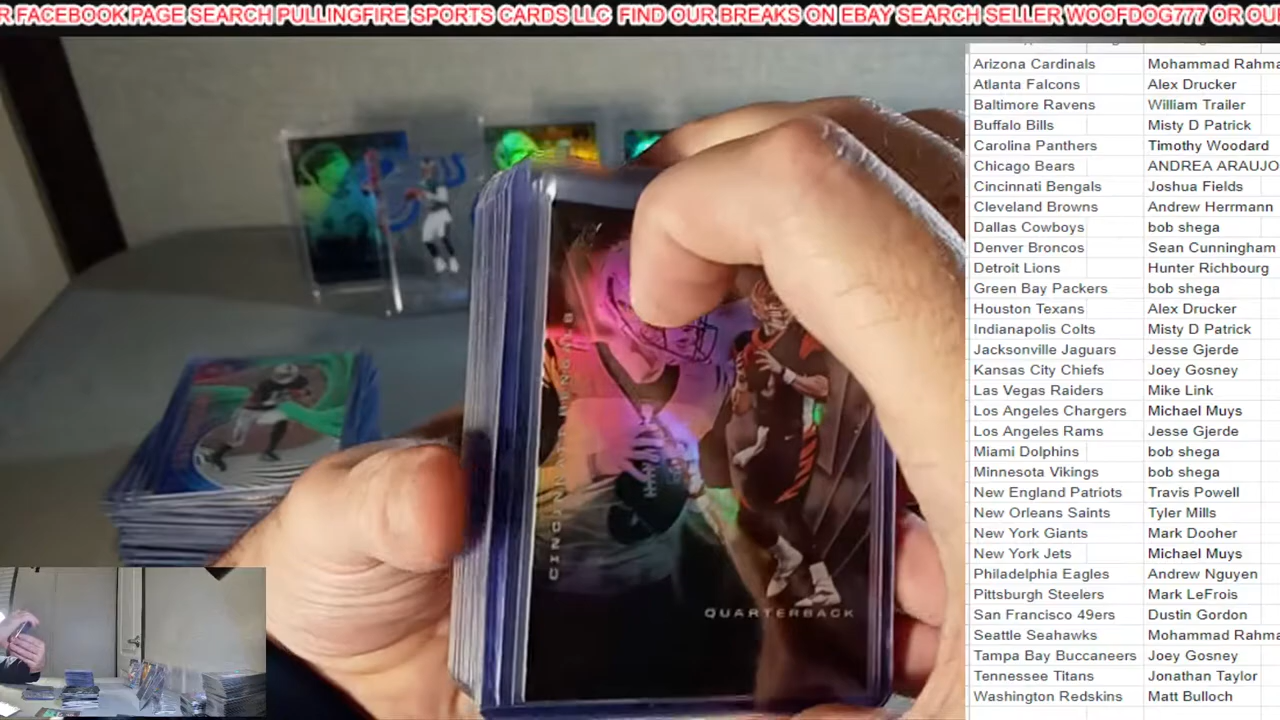 R FACEBOOK PAGE SEARCH PULLINGFIRE SPORTS CARDS LLC FIND OUR BREAKS ON EBAY SEARCH SELLER WOOFDOG777 OR OU
Arizona Cardinals Mohammad Rahma
Atlanta Falcons Alex Drucker
Baltimore Ravens William Trailer
Buffalo Bills Misty D Patrick
Carolina Panthers Timothy Woodard
Chicago Bears ANDREA ARAUJO
Cincinnati Bengals Joshua Fields
Cleveland Browns Andrew Herrmann
Dallas Cowboys bob shega
Denver Broncos Sean Cunningham
Detroit Lions Hunter Richbourg
Green Bay Packers bob shega
Houston Texans Alex Drucker
Indianapolis Colts Misty D Patrick
Jacksonville Jaguars Jesse Gjerde
Kansas City Chiefs Joey Gosney
Las Vegas Raiders Mike Link
Los Angeles Chargers Michael Muys
Los Angeles Rams Jesse Gjerde
Miami Dolphins bob shega
Minnesota Vikings bob shega
New England Patriots Travis Powell
New Orleans Saints Tyler Mills
New York Giants Mark Dooher
New York Jets Michael Muys
Philadelphia Eagles Andrew Nguyen
Pittsburgh Steelers Mark LeFrois
San Francisco 49ers Dustin Gordon
Seattle Seahawks Mohammad Rahma
Tampa Bay Buccaneers Joey Gosney
Tennessee Titans Jonathan Taylor
Washington Redskins Matt Bulloch
CINCINNATI BENGALS
QUARTERBACK